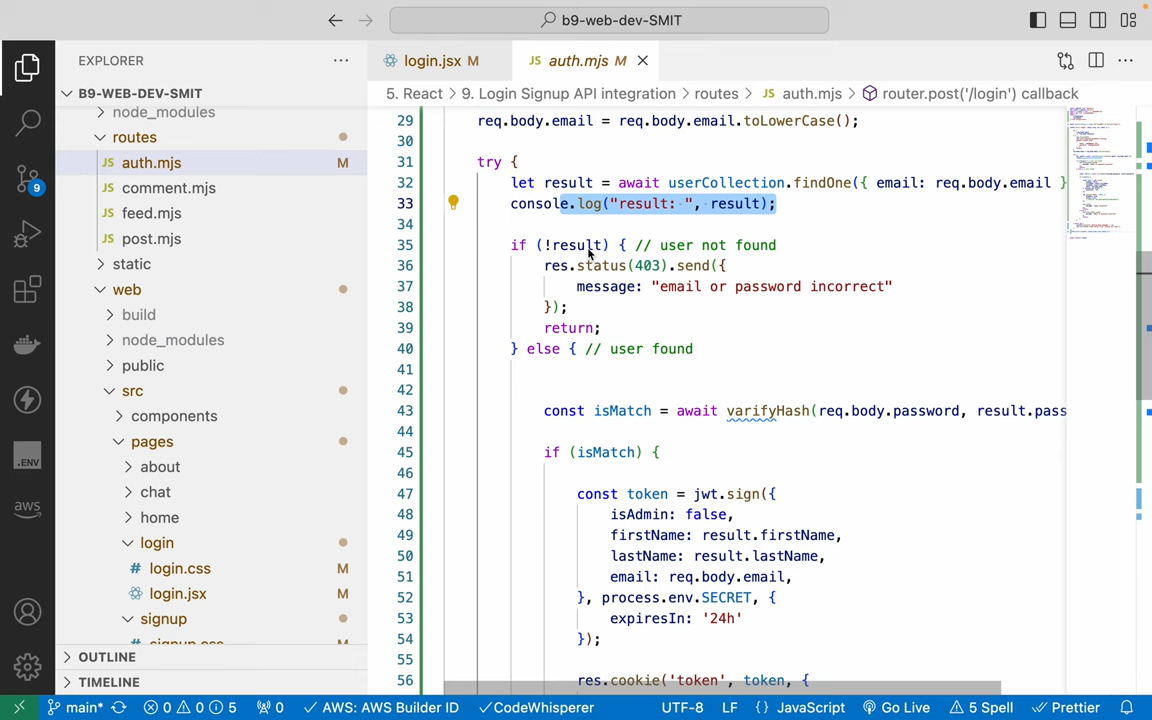 b9-web-dev-SMIT
EXPLORER
B9-WEB-DEV-SMIT
node_modules
routes
JS auth.mjs M
JS comment.mjs
JS feed.mjs
JS post.mjs
static
web
build
node_modules
public
src
components
pages
about
chat
home
login
# login.css M
login.jsx M
signup
OUTLINE
TIMELINE
9
.ENV
aws
login.jsx M
JS auth.mjs M
5. React > 9. Login Signup API integration > routes > JS auth.mjs > router.post('/login') callback
29 req.body.email = req.body.email.toLowerCase();
30
31 try {
32 let result = await userCollection.findOne({ email: req.body.email }
33 console.log("result: ", result);
34
35 if (!result) { // user not found
36 res.status(403).send({
37 message: "email or password incorrect"
38 });
39 return;
40 } else { // user found
41
42
43 const isMatch = await varifyHash(req.body.password, result.pass
44
45 if (isMatch) {
46
47 const token = jwt.sign({
48 isAdmin: false,
49 firstName: result.firstName,
50 lastName: result.lastName,
51 email: req.body.email,
52 }, process.env.SECRET, {
53 expiresIn: '24h'
54 });
55
56 res.cookie('token', token, {
main* 0 0 5 0 AWS: AWS Builder ID CodeWhisperer UTF-8 LF {} JavaScript Go Live 5 Spell Prettier